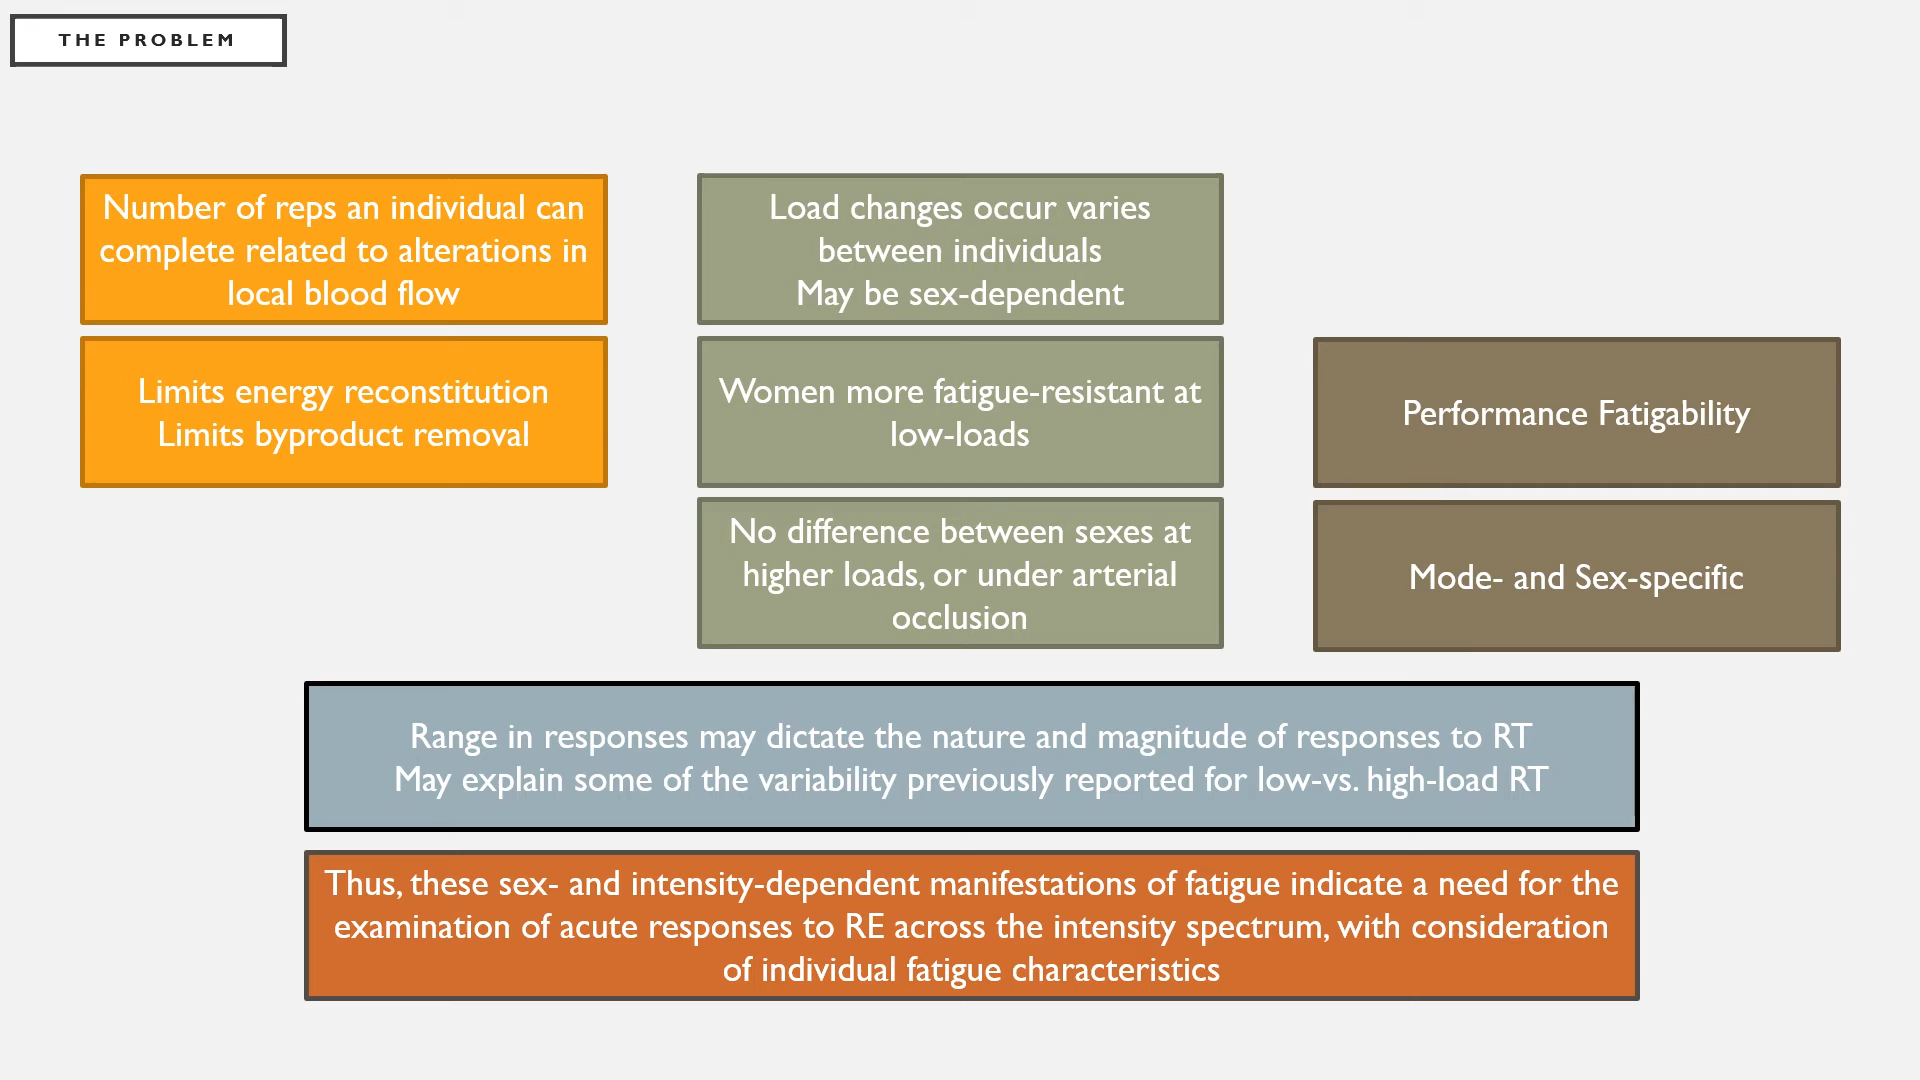 THE PROBLEM
Number of reps an individual can
complete related to alterations in
local blood flow
Limits energy reconstitution
Limits byproduct removal
Load changes occur varies
between individuals
May be sex-dependent
Women more fatigue-resistant at
low-loads
No difference between sexes at
higher loads, or under arterial
occlusion
Performance Fatigability
Mode- and Sex-specific
Range in responses may dictate the nature and magnitude of responses to RT
May explain some of the variability previously reported for low-vs. high-load RT
Thus, these sex- and intensity-dependent manifestations of fatigue indicate a need for the
examination of acute responses to RE across the intensity spectrum, with consideration
of individual fatigue characteristics